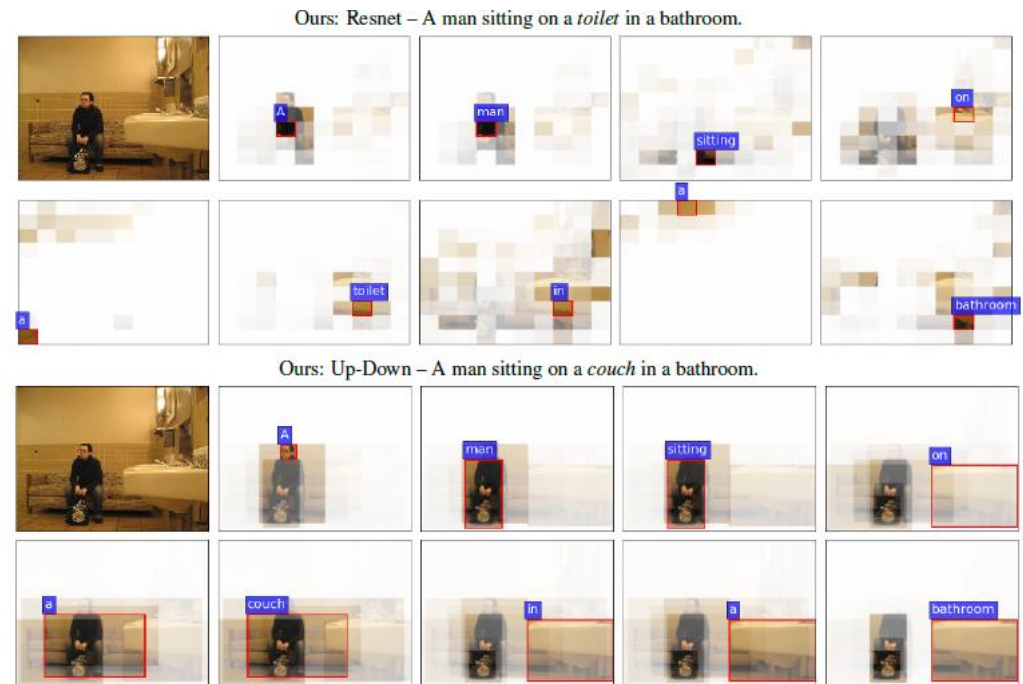 Ours: Resnet – A man sitting on a toilet in a bathroom.
A
man
sitting
on
a
toilet
in
a
bathroom
Ours: Up-Down – A man sitting on a couch in a bathroom.
A
man
sitting
on
a
couch
in
a
bathroom